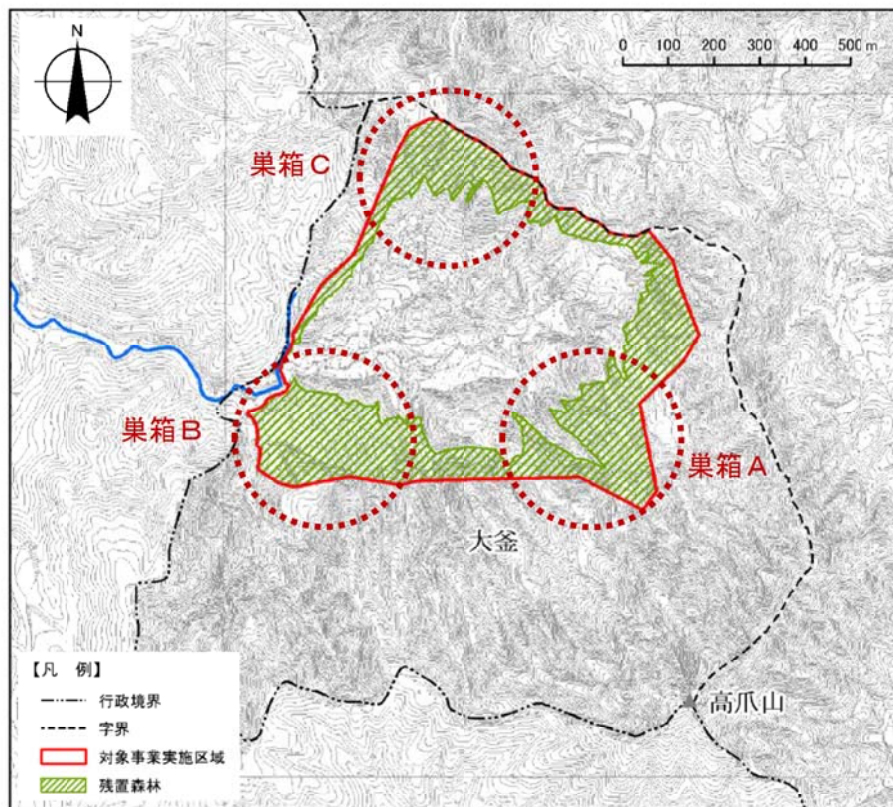 N
0 100 200 300 400 500 m
巣箱C
巣箱B
巣箱A
大釜
高爪山
【凡 例】
行政境界
字界
対象事業実施区域
残置森林